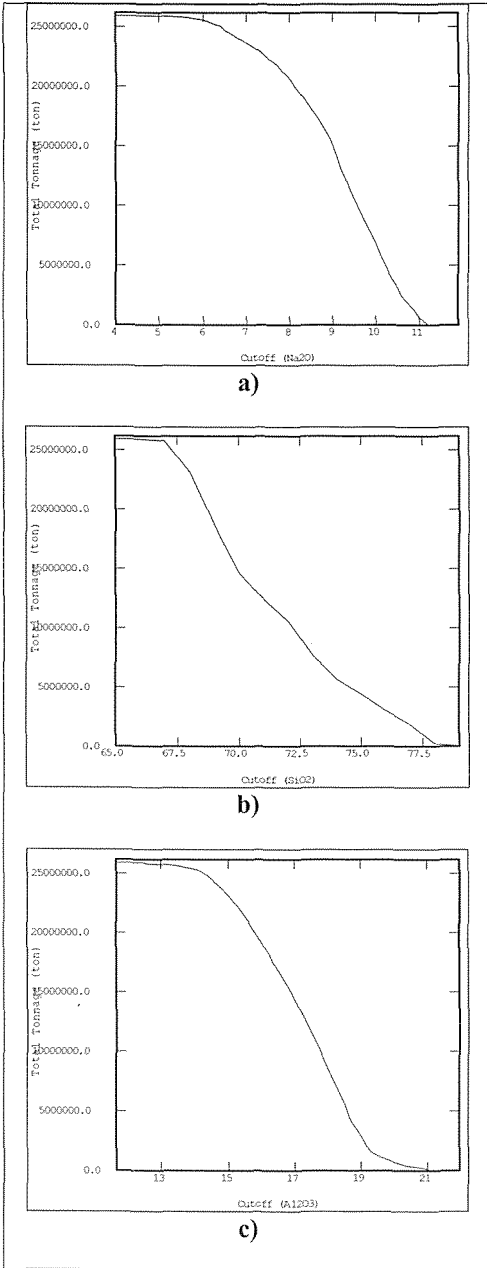 25000000.0
20000000.0
15000000.0
10000000.0
5000000.0
0.0
Total Tonnage (ton)
4 5 6 7 8 9 10 11
Cutoff (Na2O)
a)
25000000.0
20000000.0
15000000.0
10000000.0
5000000.0
0.0
Total Tonnage (ton)
65.0 67.5 70.0 72.5 75.0 77.5
Cutoff (SiO2)
b)
25000000.0
20000000.0
15000000.0
10000000.0
5000000.0
0.0
Total Tonnage (ton)
13 15 17 19 21
Cutoff (Al2O3)
c)